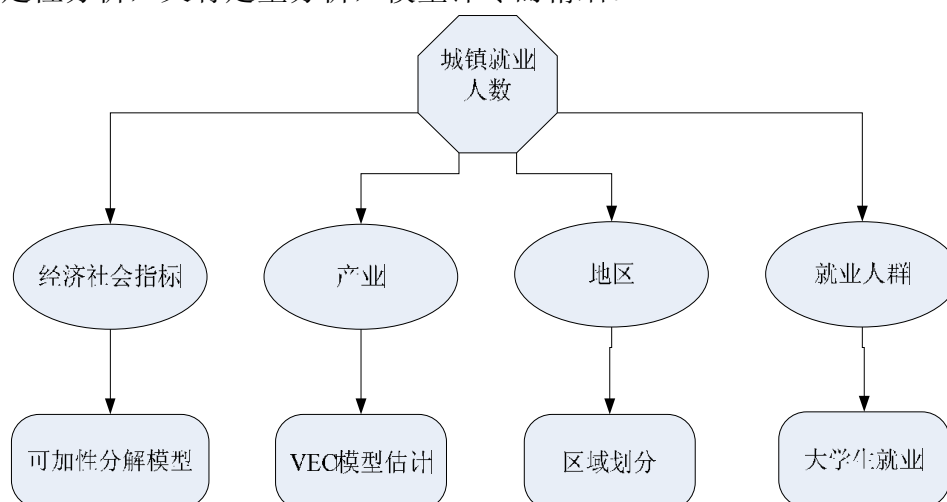 城镇就业
人数
经济社会指标
产业
地区
就业人群
可加性分解模型
VEC模型估计
区域划分
大学生就业